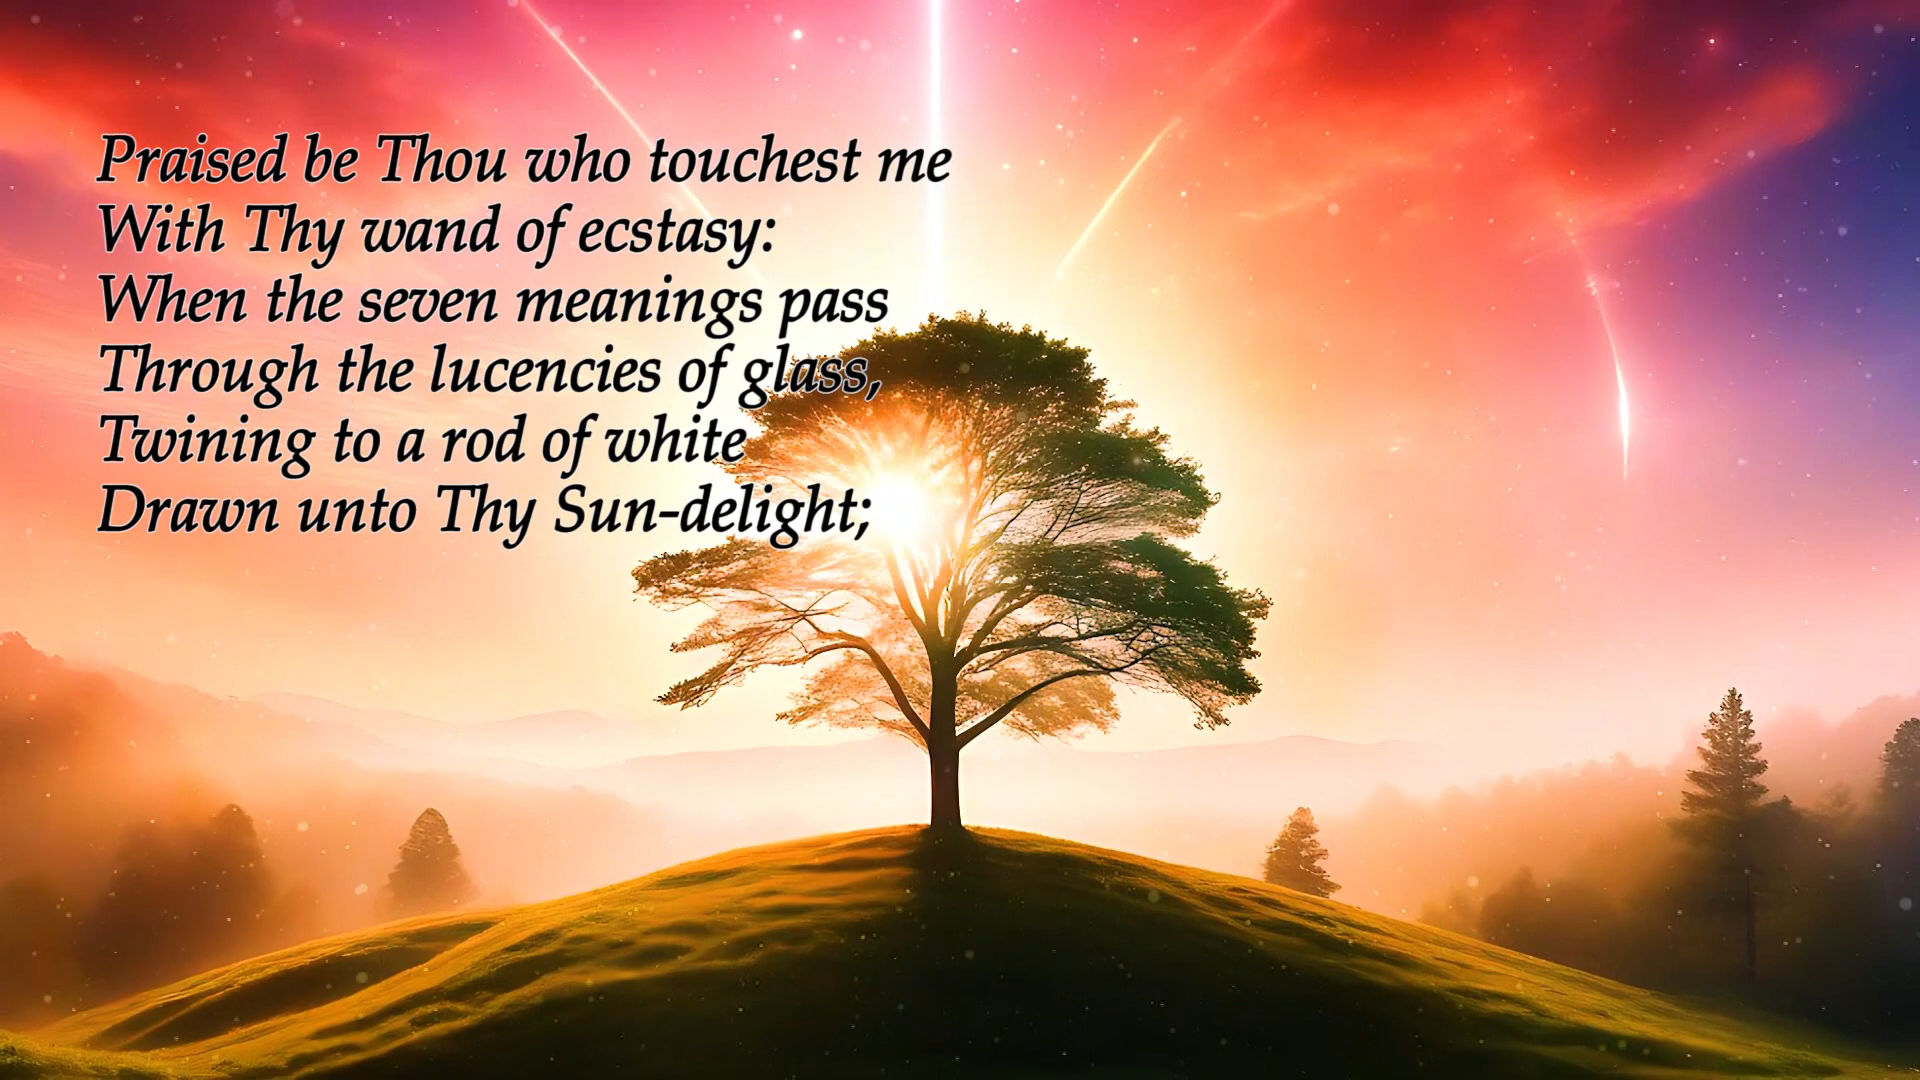 Praised be Thou who touchest me
With Thy wand of ecstasy:
When the seven meanings pass
Through the lucencies of glass,
Twining to a rod of white
Drawn unto Thy Sun-delight;